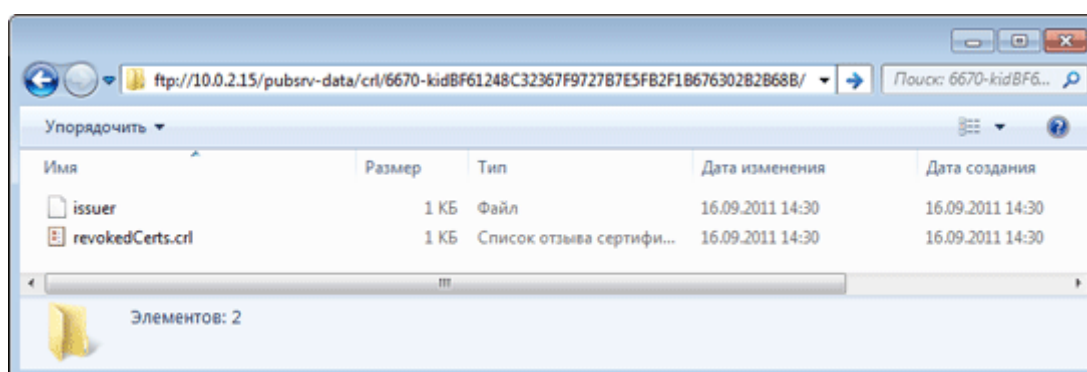 ftp://10.0.2.15/pubsrv-data/crl/6670-kidBF61248C32367F9727B7E5FB2F1B676302B2B68B/ Поиск: 6670-kidBF6...
Упорядочить
Имя Размер Тип Дата изменения Дата создания
issuer 1 КБ Файл 16.09.2011 14:30 16.09.2011 14:30
revokedCerts.crl 1 КБ Список отзыва сертифи... 16.09.2011 14:30 16.09.2011 14:30
Элементов: 2